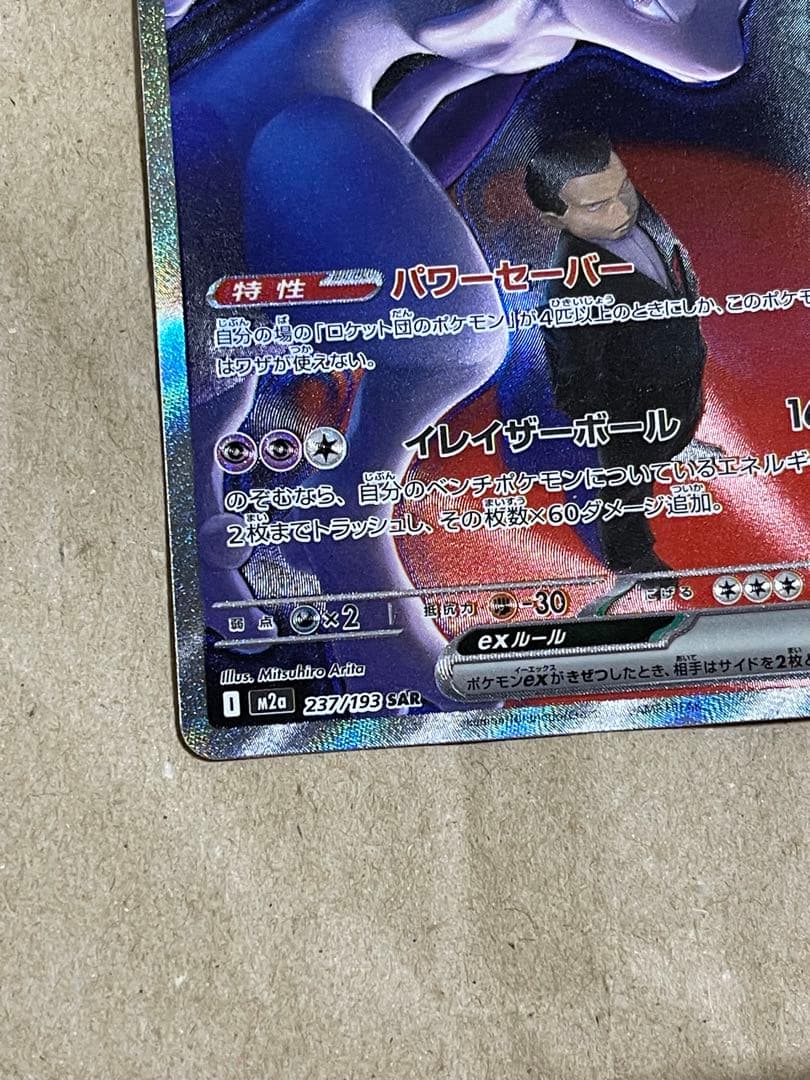 特性 パワーセーバー
自分の場の「ロケット団のポケモン」が4匹以上のときにしか、このポケモ
はワザが使えない。
イレイザーボール 16
のぞむなら、自分のベンチポケモンについているエネルギー
2枚までトラッシュし、その枚数×60ダメージ追加。
弱点 ×2 抵抗力 -30 にげる
exルール
ポケモンexがきぜつしたとき、相手はサイドを2枚と
Illus. Mitsuhiro Arita
I m2a 237/193 SAR